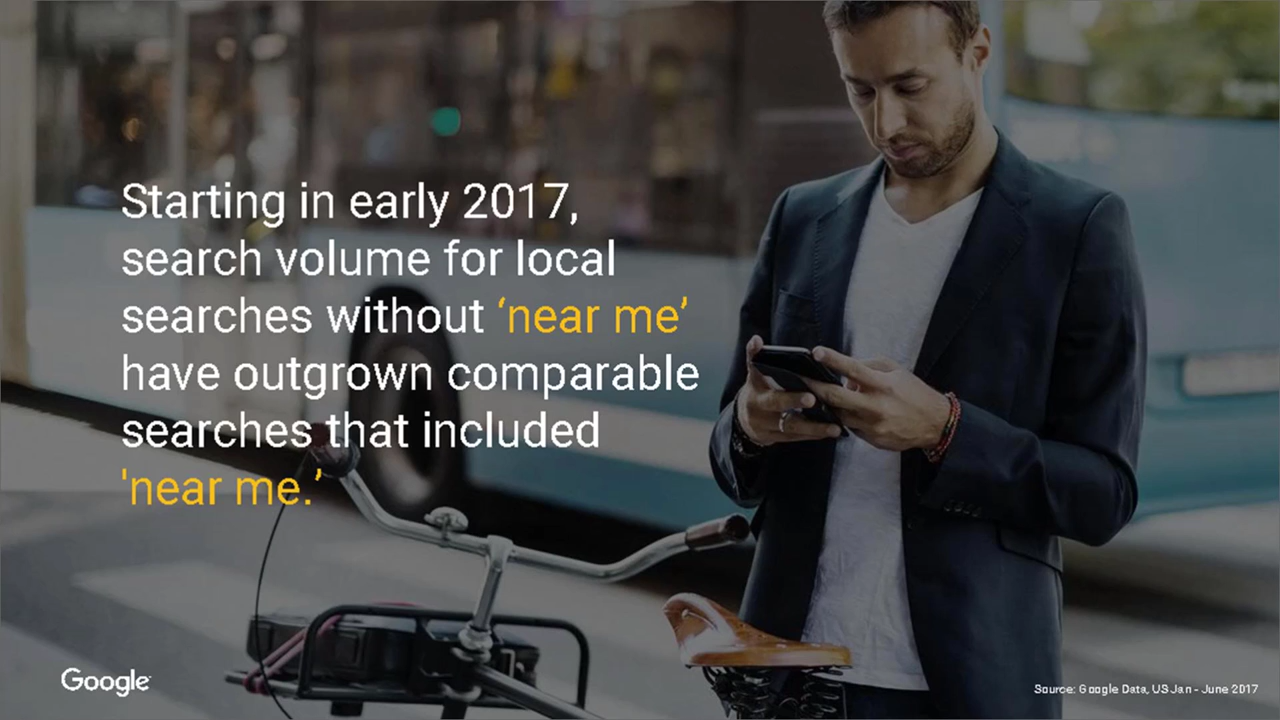 Starting in early 2017,
search volume for local
searches without ‘near me’
have outgrown comparable
searches that included
'near me.’
Google
Source: Google Data, US Jan - June 2017